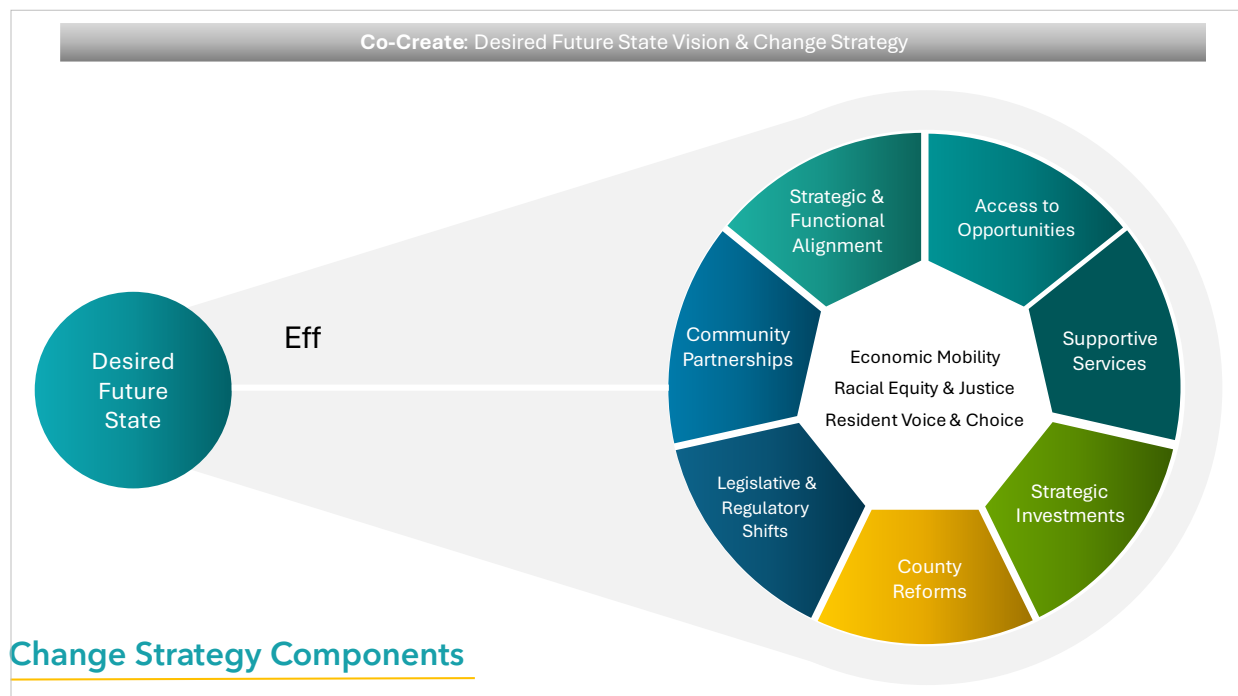 Co-Create: Desired Future State Vision & Change Strategy
Strategic &
Functional
Alignment
Access to
Opportunities
Community
Partnerships
Supportive
Services
Eff
Desired
Future
State
Economic Mobility
Racial Equity & Justice
Resident Voice & Choice
Legislative &
Regulatory
Shifts
Strategic
Investments
County
Reforms
Change Strategy Components